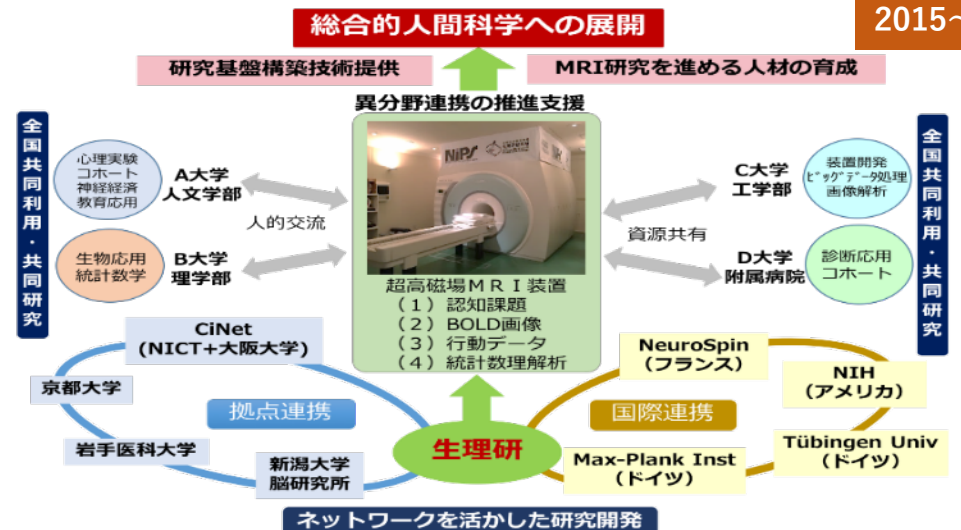 総合的人間科学への展開
2015~
研究基盤構築技術提供
MRI研究を進める人材の育成
異分野連携の推進支援
全国共同利用・共同研究
心理実験
コホート
神経経済
教育応用
A大学
人文学部
人的交流
生物応用
統計数学
B大学
理学部
NiPS
超高磁場ＭＲＩ装置
（１）認知課題
（２）BOLD画像
（３）行動データ
（４）統計数理解析
C大学
工学部
装置開発
ﾋﾞｯｸﾞﾃﾞｰﾀ処理
画像解析
資源共有
D大学
附属病院
診断応用
コホート
全国共同利用・共同研究
CiNet
(NICT+大阪大学)
京都大学
拠点連携
岩手医科大学
新潟大学
脳研究所
生理研
NeuroSpin
（フランス）
NIH
（アメリカ）
国際連携
Tübingen Univ
（ドイツ）
Max-Plank Inst
（ドイツ）
ネットワークを活かした研究開発